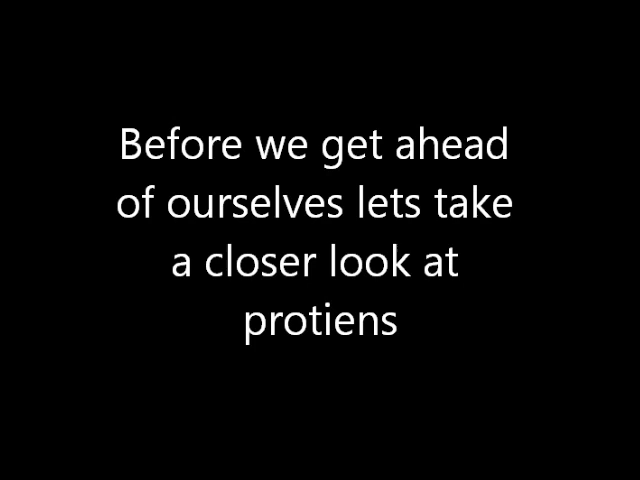 Before we get ahead
of ourselves lets take
a closer look at
protiens